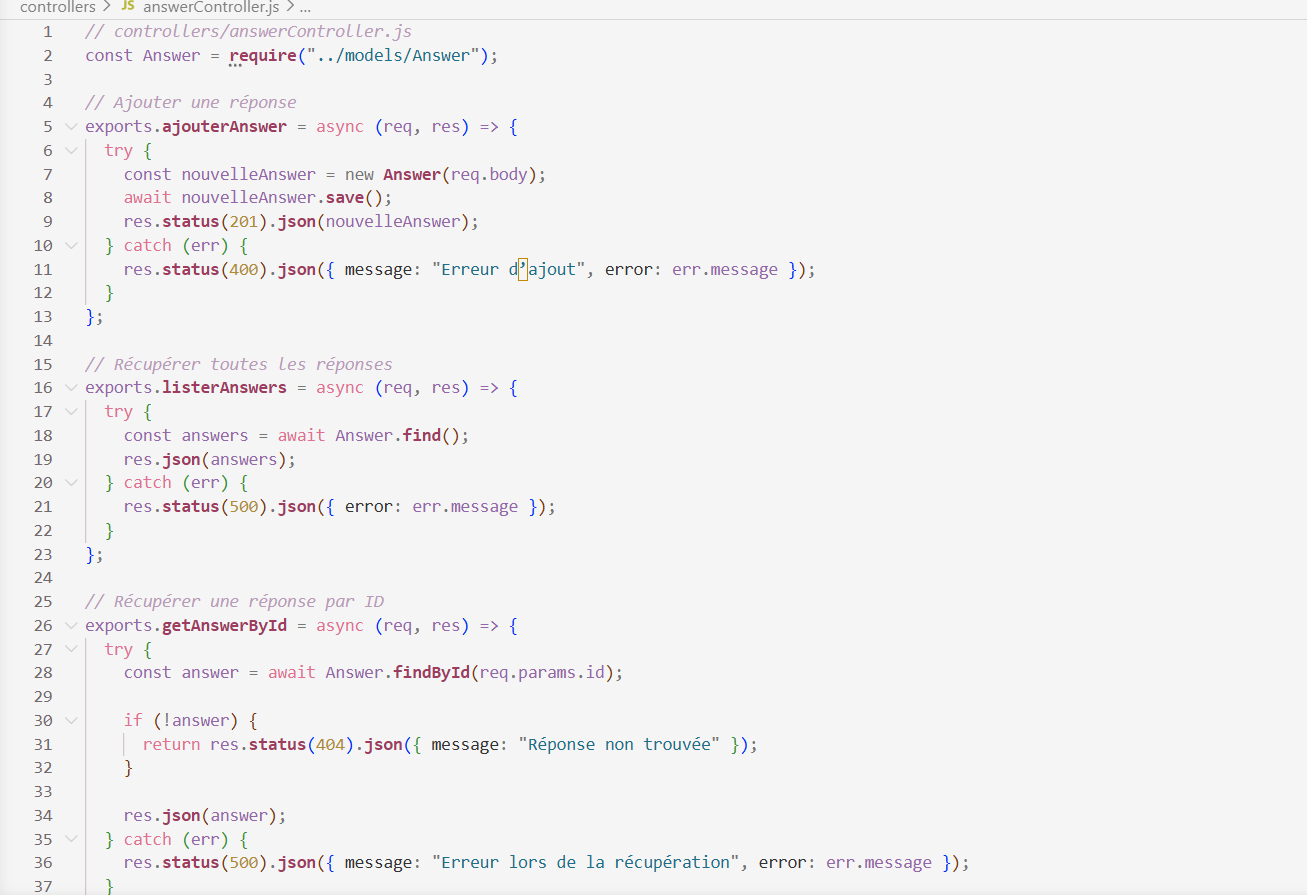 controllers > JS answerController.js > ...
1 // controllers/answerController.js
2 const Answer = require("../models/Answer");
3
4 // Ajouter une réponse
5 exports.ajouterAnswer = async (req, res) => {
6 try {
7 const nouvelleAnswer = new Answer(req.body);
8 await nouvelleAnswer.save();
9 res.status(201).json(nouvelleAnswer);
10 } catch (err) {
11 res.status(400).json({ message: "Erreur d’ajout", error: err.message });
12 }
13 };
14
15 // Récupérer toutes les réponses
16 exports.listerAnswers = async (req, res) => {
17 try {
18 const answers = await Answer.find();
19 res.json(answers);
20 } catch (err) {
21 res.status(500).json({ error: err.message });
22 }
23 };
24
25 // Récupérer une réponse par ID
26 exports.getAnswerById = async (req, res) => {
27 try {
28 const answer = await Answer.findById(req.params.id);
29
30 if (!answer) {
31 return res.status(404).json({ message: "Réponse non trouvée" });
32 }
33
34 res.json(answer);
35 } catch (err) {
36 res.status(500).json({ message: "Erreur lors de la récupération", error: err.message });
37 }